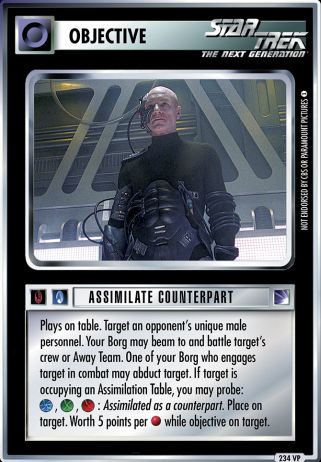 OBJECTIVE
STAR TREK
THE NEXT GENERATION
NOT ENDORSED BY CBS OR PARAMOUNT PICTURES
ASSIMILATE COUNTERPART
Plays on table. Target an opponent's unique male
personnel. Your Borg may beam to and battle target's
crew or Away Team. One of your Borg who engages
target in combat may abduct target. If target is
occupying an Assimilation Table, you may probe:
, , : Assimilated as a counterpart. Place on
target. Worth 5 points per while objective on target.
234 VP